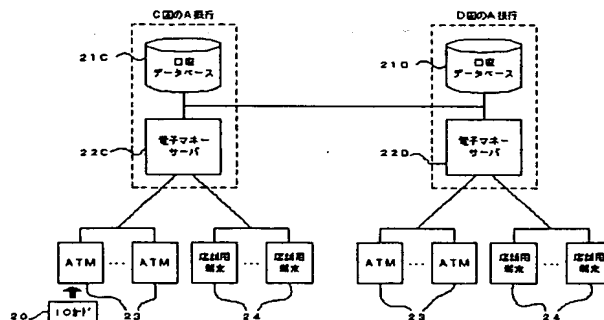 C国のA銀行
D国のA銀行
21C
口座
データベース
21D
口座
データベース
22C
電子マネー
サーバ
22D
電子マネー
サーバ
ATM … ATM
店舗用
端末
…
店舗用
端末
ATM … ATM
店舗用
端末
…
店舗用
端末
20
ICカード
23
24
23
24